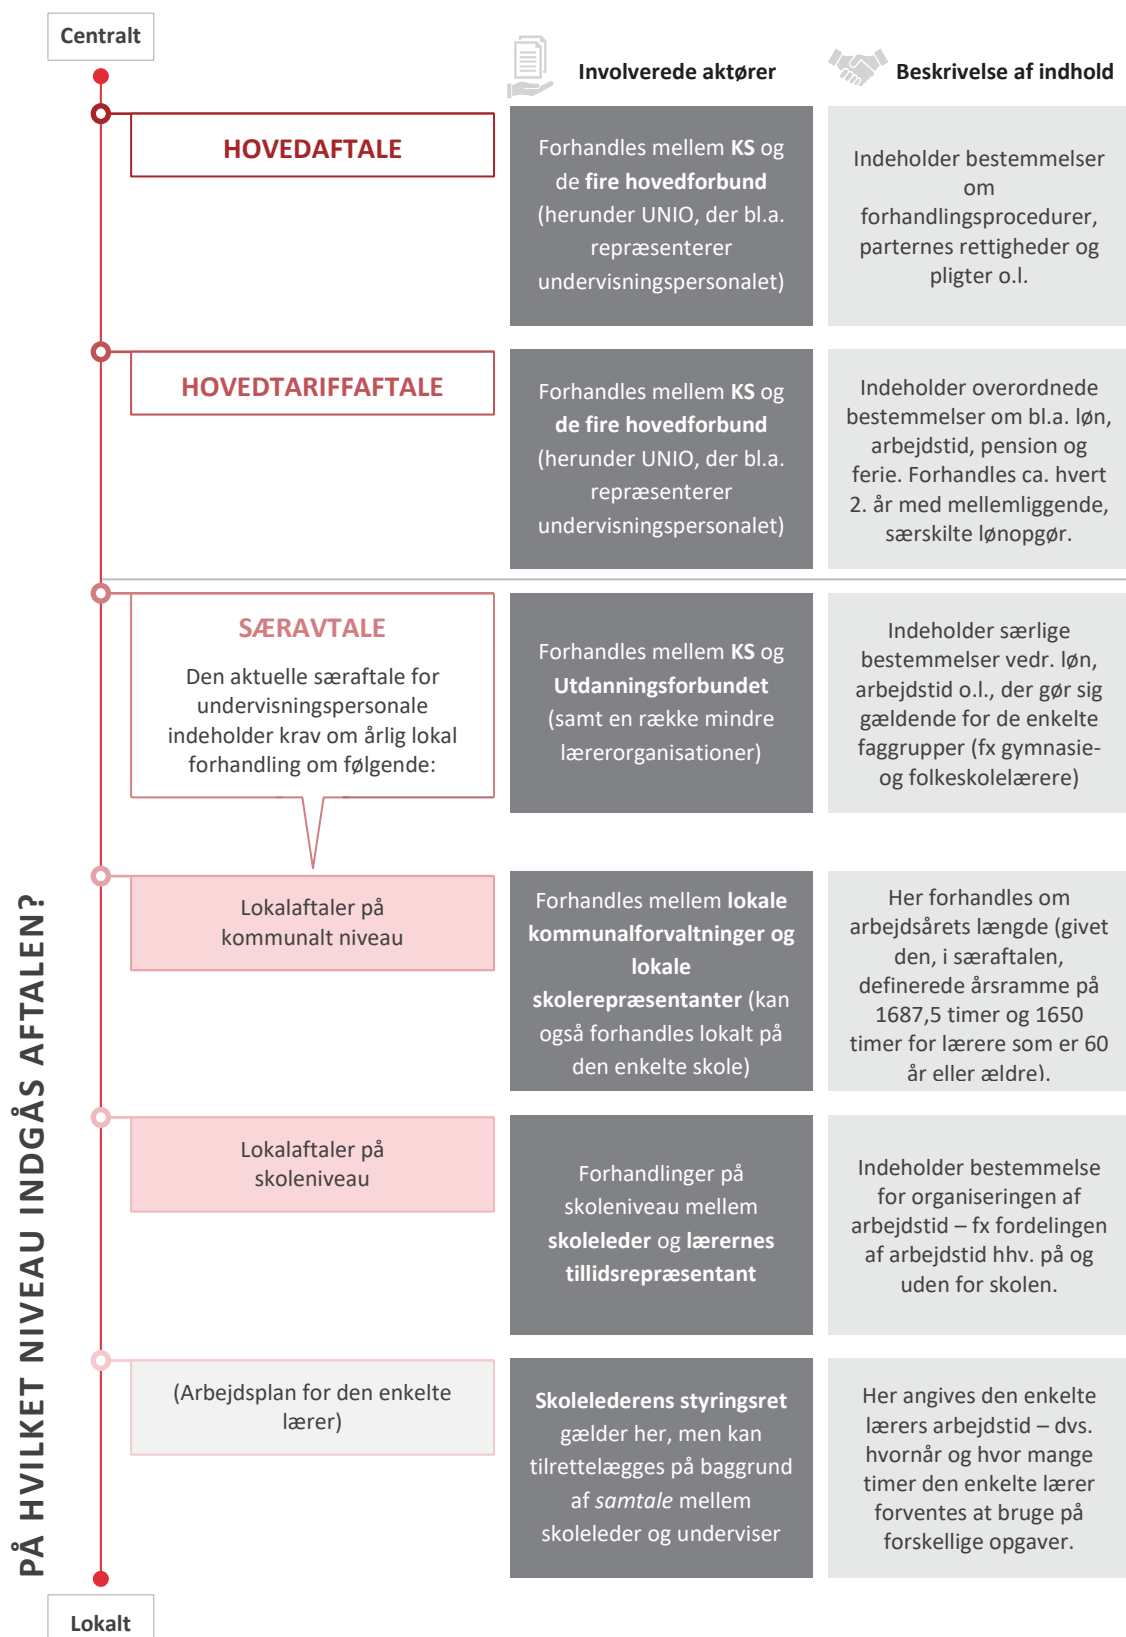 Centralt
Involverede aktører
Beskrivelse af indhold
HOVEDAFTALE
Forhandles mellem KS og
de fire hovedforbund
(herunder UNIO, der bl.a.
repræsenterer
undervisningspersonalet)
Indeholder bestemmelser
om
forhandlingsprocedurer,
parternes rettigheder og
pligter o.l.
HOVEDTARIFFAFTALE
Forhandles mellem KS og
de fire hovedforbund
(herunder UNIO, der bl.a.
repræsenterer
undervisningspersonalet)
Indeholder overordnede
bestemmelser om bl.a. løn,
arbejdstid, pension og
ferie. Forhandles ca. hvert
2. år med mellemliggende,
særskilte lønopgør.
SÆRAVTALE
Den aktuelle særaftale for
undervisningspersonale
indeholder krav om årlig lokal
forhandling om følgende:
Forhandles mellem KS og
Utdanningsforbundet
(samt en række mindre
lærerorganisationer)
Indeholder særlige
bestemmelser vedr. løn,
arbejdstid o.l., der gør sig
gældende for de enkelte
faggrupper (fx gymnasie-
og folkeskolelærere)
Lokalaftaler på
kommunalt niveau
Forhandles mellem lokale
kommunalforvaltninger og
lokale
skolerepræsentanter (kan
også forhandles lokalt på
den enkelte skole)
Her forhandles om
arbejdsårets længde (givet
den, i særaftalen,
definerede årsramme på
1687,5 timer og 1650
timer for lærere som er 60
år eller ældre).
Lokalaftaler på
skoleniveau
Forhandlinger på
skoleniveau mellem
skoleleder og lærernes
tillidsrepræsentant
Indeholder bestemmelse
for organiseringen af
arbejdstid – fx fordelingen
af arbejdstid hhv. på og
uden for skolen.
(Arbejdsplan for den enkelte
lærer)
Skolelederens styringsret
gælder her, men kan
tilrettelægges på baggrund
af samtale mellem
skoleleder og underviser
Her angives den enkelte
lærers arbejdstid – dvs.
hvornår og hvor mange
timer den enkelte lærer
forventes at bruge på
forskellige opgaver.
PÅ HVILKET NIVEAU INDGÅS AFTALEN?
Lokalt